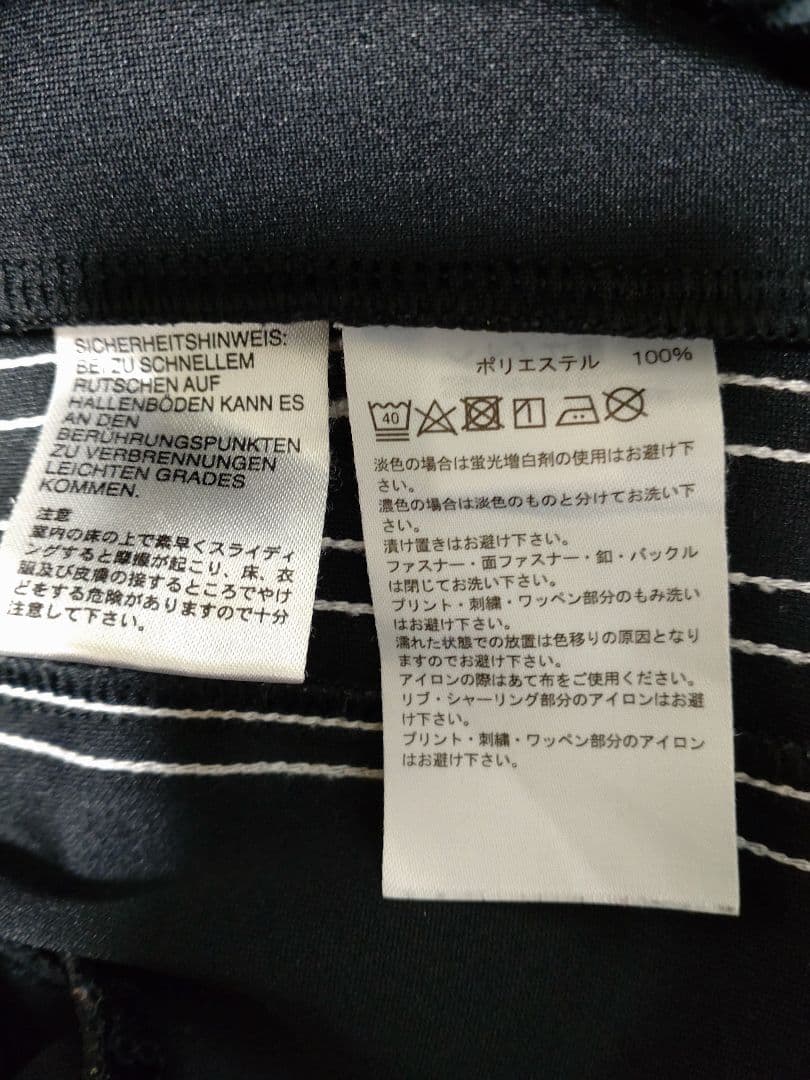 SICHERHEITSHINWEIS:
BEI ZU SCHNELLEM
RUTSCHEN AUF
HALLENBÖDEN KANN ES
AN DEN
BERÜHRUNGSPUNKTEN
ZU VERBRENNUNGEN
LEICHTEN GRADES
KOMMEN.
注意
室内の床の上で素早くスライディ
ングすると摩擦が起こり、床、衣
服及び皮膚の接するところでやけ
どをする危険がありますので十分
注意して下さい。
ポリエステル 100%
40
淡色の場合は蛍光増白剤の使用はお避け下
さい。
濃色の場合は淡色のものと分けてお洗い下
さい。
漬け置きはお避け下さい。
ファスナー・面ファスナー・釦・バックル
は閉じてお洗い下さい。
プリント・刺繍・ワッペン部分のもみ洗い
はお避け下さい。
濡れた状態での放置は色移りの原因となり
ますのでお避け下さい。
アイロンの際はあて布をご使用ください。
リブ・シャーリング部分のアイロンはお避
け下さい。
プリント・刺繍・ワッペン部分のアイロン
はお避け下さい。